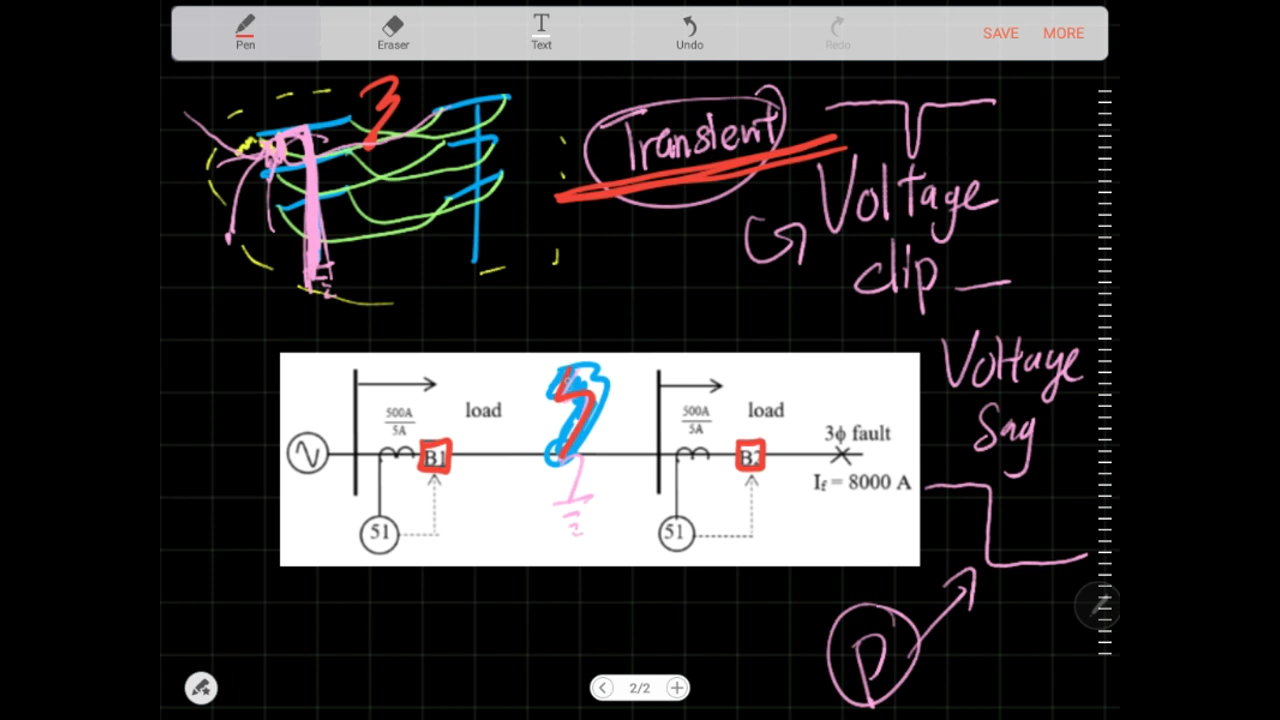 Pen
Eraser
Text
Undo
Redo
SAVE
MORE
Transient
Voltage
dip
Voltage
Sag
500A
5A
load
B1
51
500A
5A
load
B2
51
3ϕ fault
If = 8000 A
P
2/2